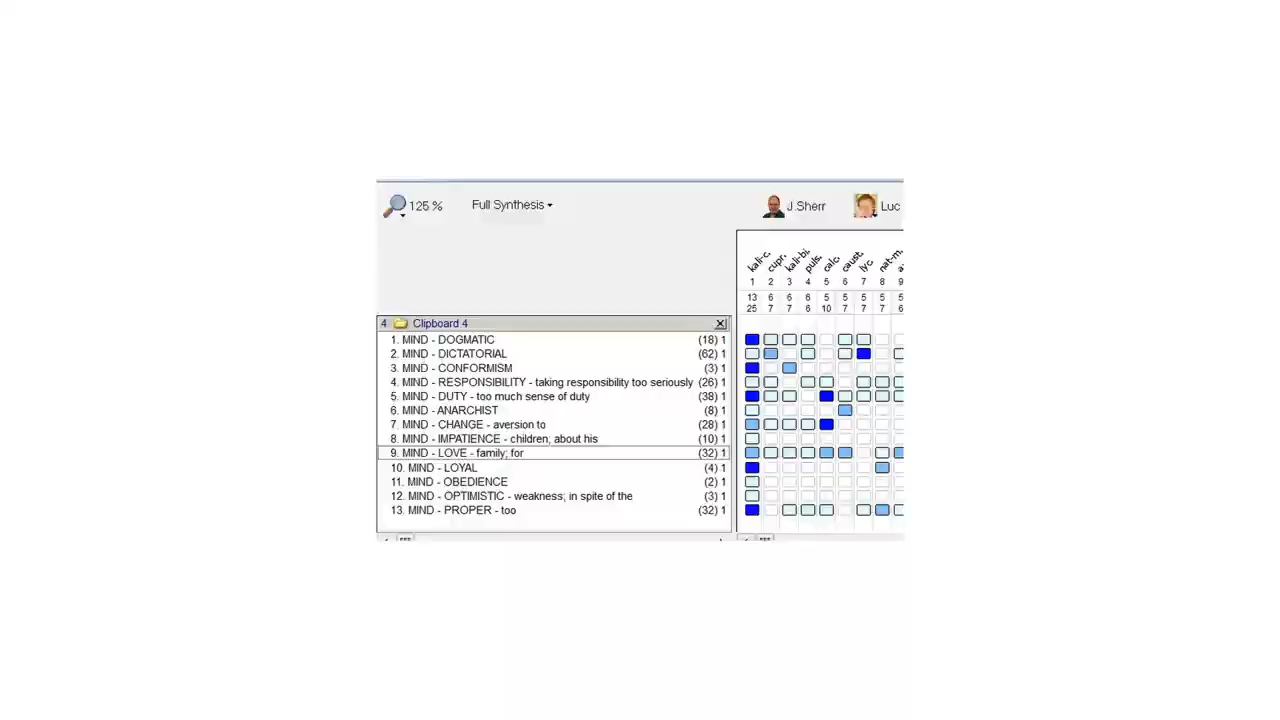 125 % Full Synthesis J.Sherr Luc
kali-c. cupr. kali-bi. puls. calc. caust. lyc. nat-m.
1 2 3 4 5 6 7 8 9
13 6 6 6 5 5 5 5 5
25 7 7 6 10 7 7 7 6
4 Clipboard 4
1. MIND - DOGMATIC (18) 1
2. MIND - DICTATORIAL (62) 1
3. MIND - CONFORMISM (3) 1
4. MIND - RESPONSIBILITY - taking responsibility too seriously (26) 1
5. MIND - DUTY - too much sense of duty (38) 1
6. MIND - ANARCHIST (8) 1
7. MIND - CHANGE - aversion to (28) 1
8. MIND - IMPATIENCE - children; about his (10) 1
9. MIND - LOVE - family; for (32) 1
10. MIND - LOYAL (4) 1
11. MIND - OBEDIENCE (2) 1
12. MIND - OPTIMISTIC - weakness; in spite of the (3) 1
13. MIND - PROPER - too (32) 1